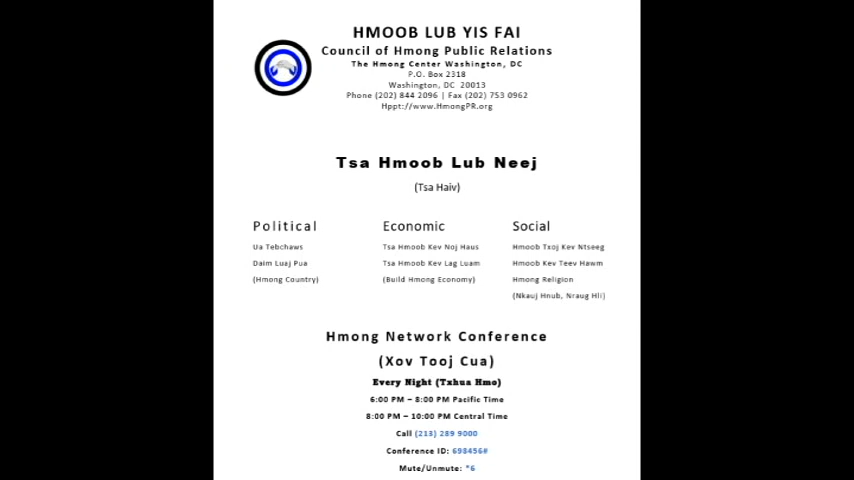 HMOOB LUB YIS FAI
Council of Hmong Public Relations
The Hmong Center Washington, DC
P.O. Box 2318
Washington, DC 20013
Phone (202) 844 2096 | Fax (202) 753 0962
Hppt://www.HmongPR.org
Tsa Hmoob Lub Neej
(Tsa Haiv)
Political
Ua Tebchaws
Daim Luaj Pua
(Hmong Country)
Economic
Tsa Hmoob Kev Noj Haus
Tsa Hmoob Kev Lag Luam
(Build Hmong Economy)
Social
Hmoob Txoj Kev Ntseeg
Hmoob Kev Teev Hawm
Hmong Religion
(Nkauj Hnub, Nraug Hli)
Hmong Network Conference
(Xov Tooj Cua)
Every Night (Txhua Hmo)
6:00 PM – 8:00 PM Pacific Time
8:00 PM – 10:00 PM Central Time
Call (213) 289 9000
Conference ID: 698456#
Mute/Unmute: *6